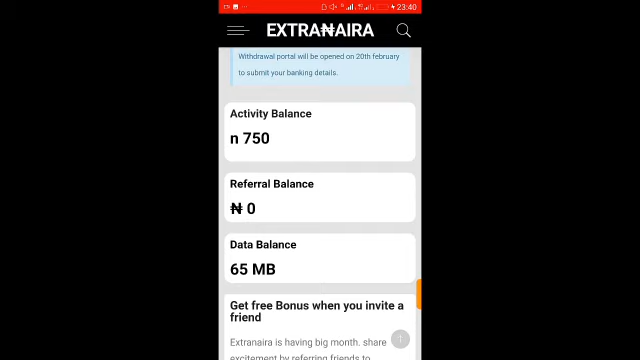 23:40
EXTRA₦AIRA
Withdrawal portal will be opened on 20th february
to submit your banking details.
Activity Balance
n 750
Referral Balance
₦ 0
Data Balance
65 MB
Get free Bonus when you invite a
friend
Extranaira is having big month. share
excitement by referring friends to